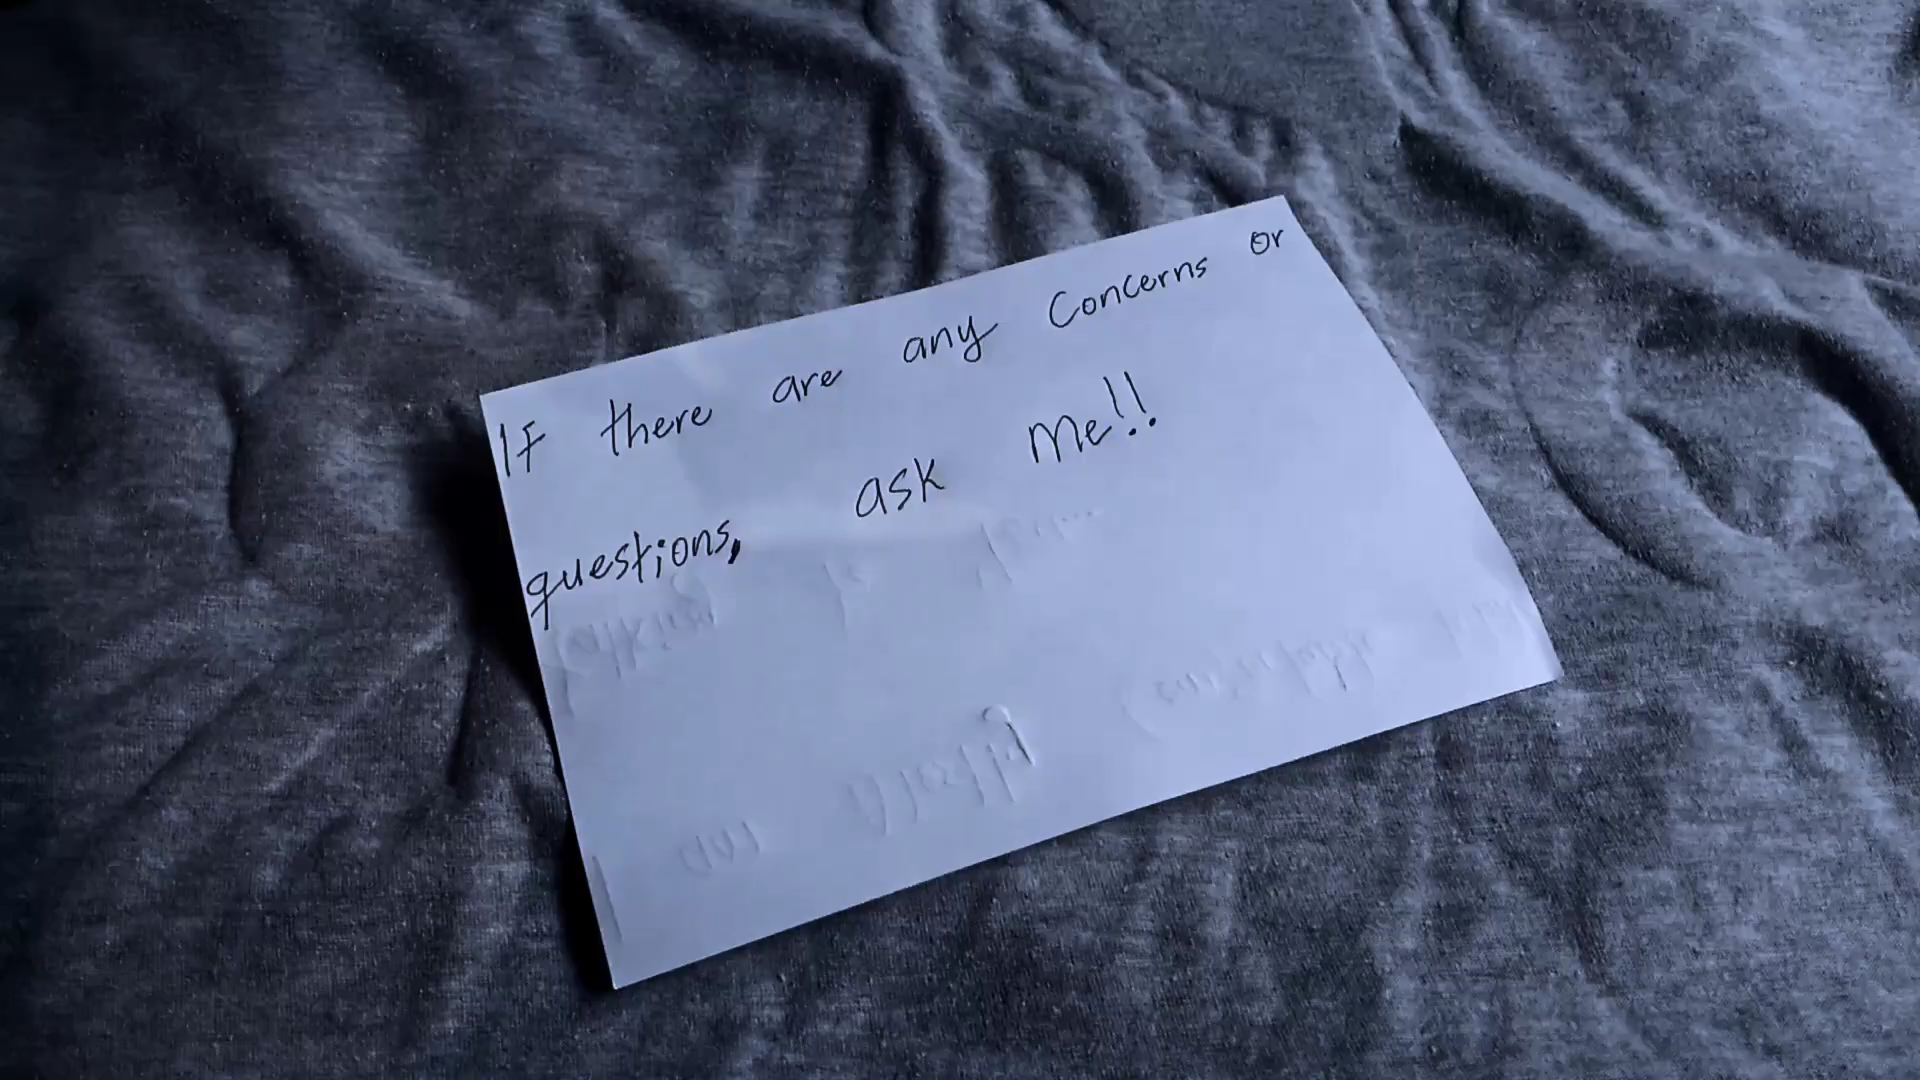 If there are any Concerns or
questions, ask Me!!